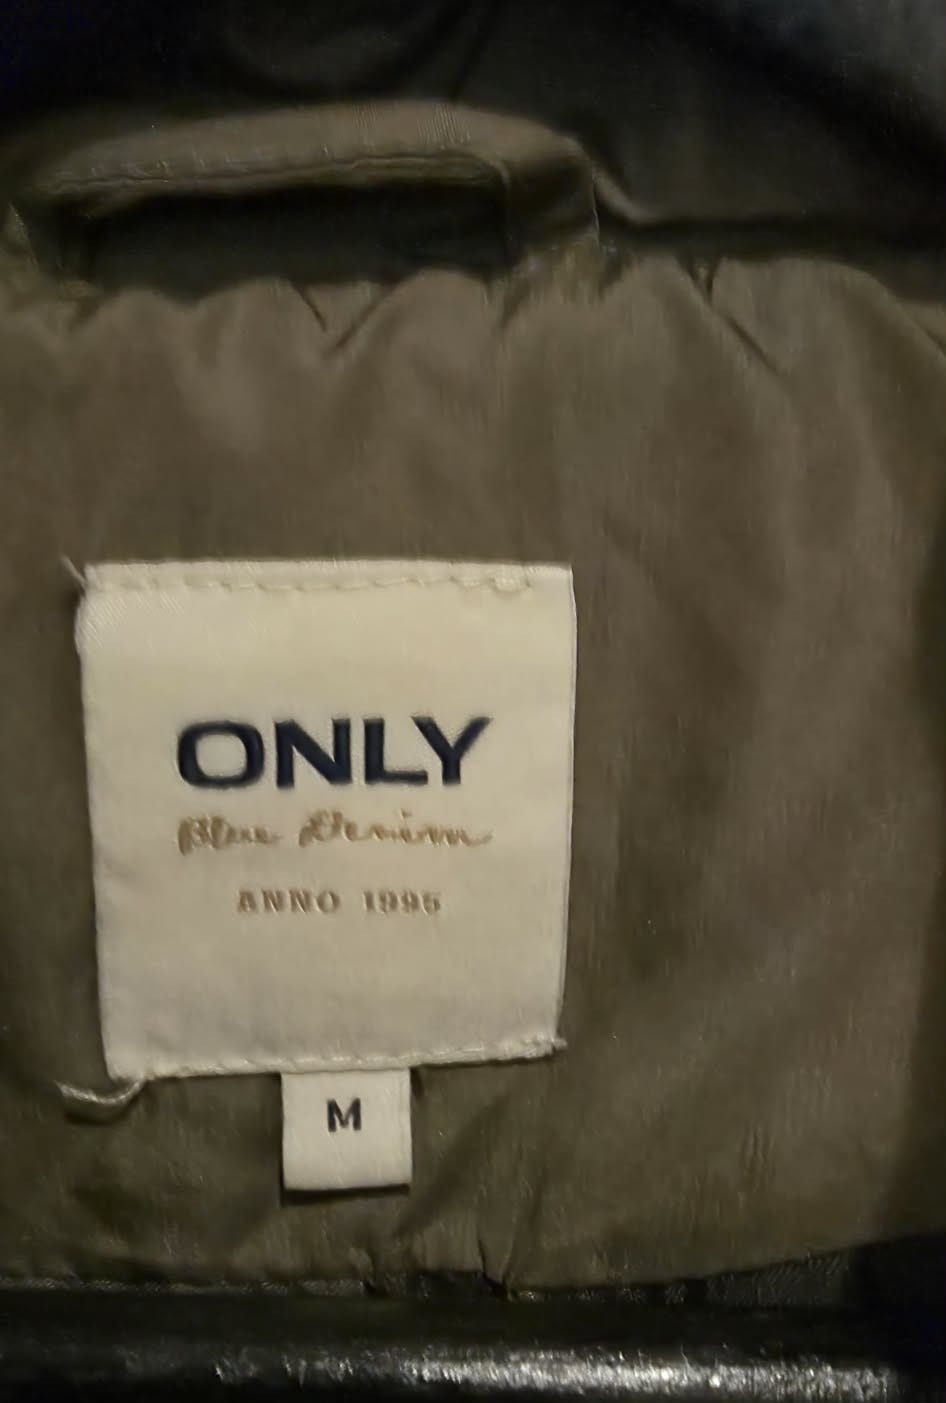 ONLY
Blue Denim
ANNO 1995
M